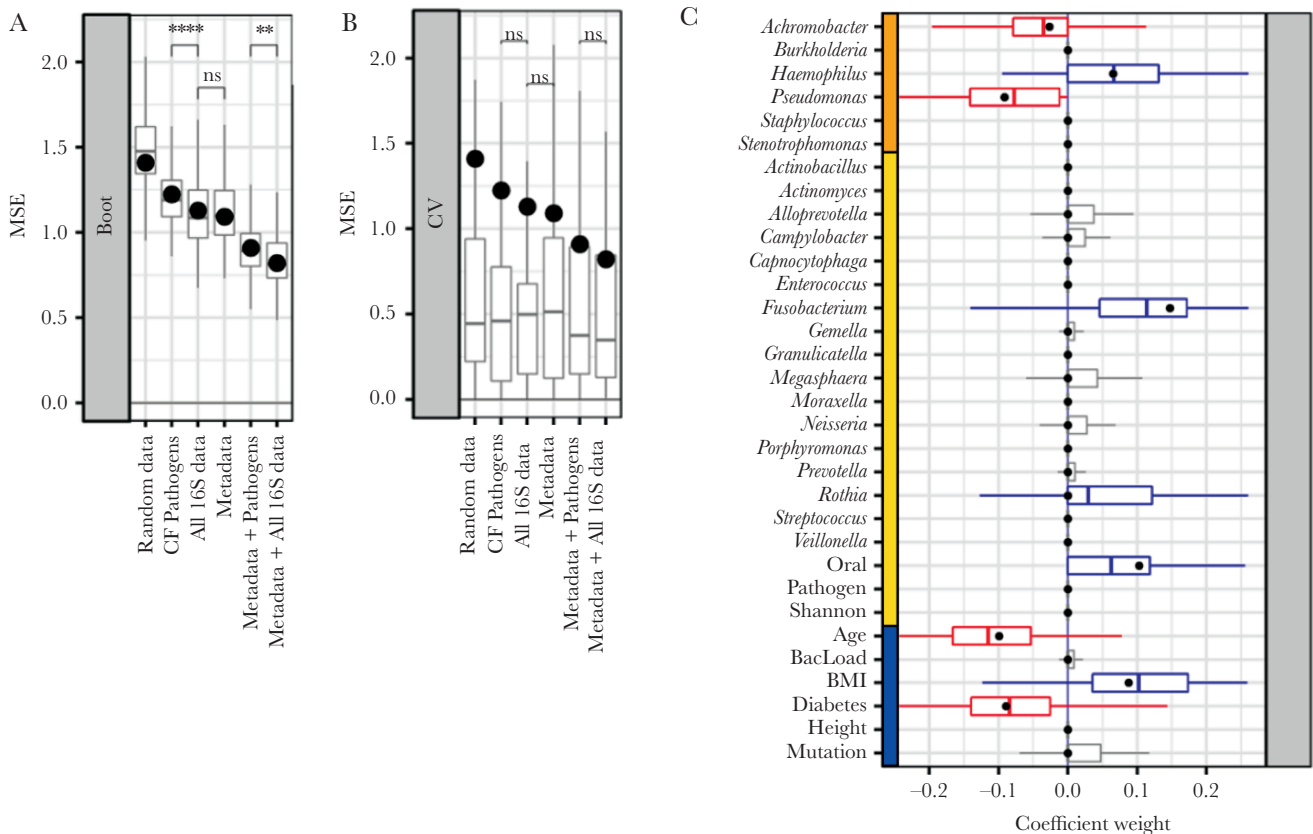 A
MSE
2.0
1.5
1.0
0.5
0.0
Boot
****
**
ns
Random data
CF Pathogens
All 16S data
Metadata
Metadata + Pathogens
Metadata + All 16S data
B
MSE
2.0
1.5
1.0
0.5
0.0
CV
ns
ns
ns
Random data
CF Pathogens
All 16S data
Metadata
Metadata + Pathogens
Metadata + All 16S data
C
Achromobacter
Burkholderia
Haemophilus
Pseudomonas
Staphylococcus
Stenotrophomonas
Actinobacillus
Actinomyces
Alloprevotella
Campylobacter
Capnocytophaga
Enterococcus
Fusobacterium
Gemella
Granulicatella
Megasphaera
Moraxella
Neisseria
Porphyromonas
Prevotella
Rothia
Streptococcus
Veillonella
Oral
Pathogen
Shannon
Age
BacLoad
BMI
Diabetes
Height
Mutation
–0.2 –0.1 0.0 0.1 0.2
Coefficient weight